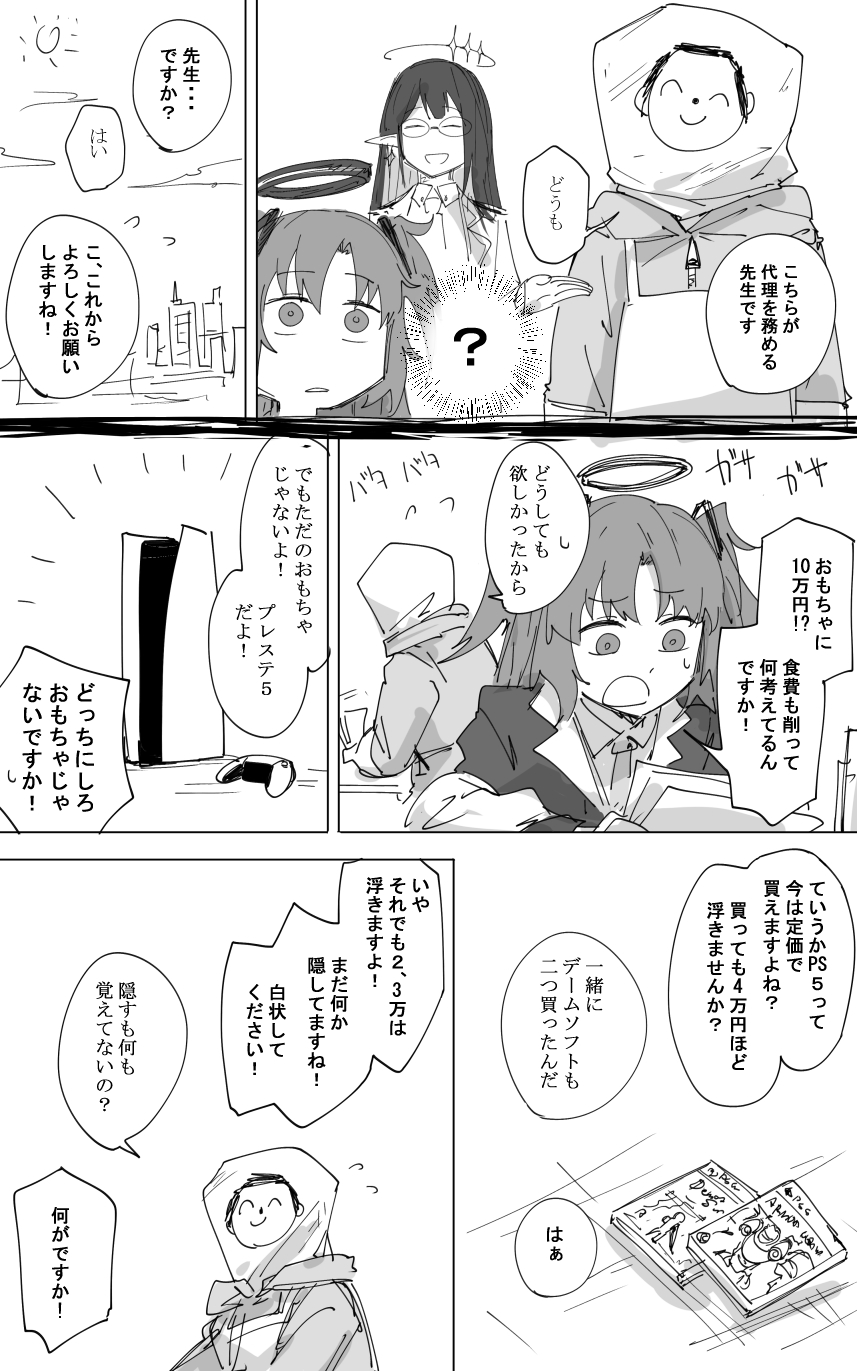 こちらが
代理を務める
先生です
どうも
？
先生・・・
ですか？
はい
こ、これから
よろしくお願い
しますね！
おもちゃに
10万円!?
食費も削って
何考えてるん
ですか！
ガサ
ガサ
どうしても
欲しかったから
バタ
バタ
でもただのおもちゃ
じゃないよ！
プレステ５
だよ！
どっちにしろ
おもちゃじゃ
ないですか！
ていうかPS５って
今は定価で
買えますよね？
買っても４万円ほど
浮きませんか？
一緒に
デームソフトも
二つ買ったんだ
はぁ
いや
それでも２、３万は
浮きますよ！
まだ何か
隠してますね！
白状して
ください！
隠すも何も
覚えてないの？
何がですか！